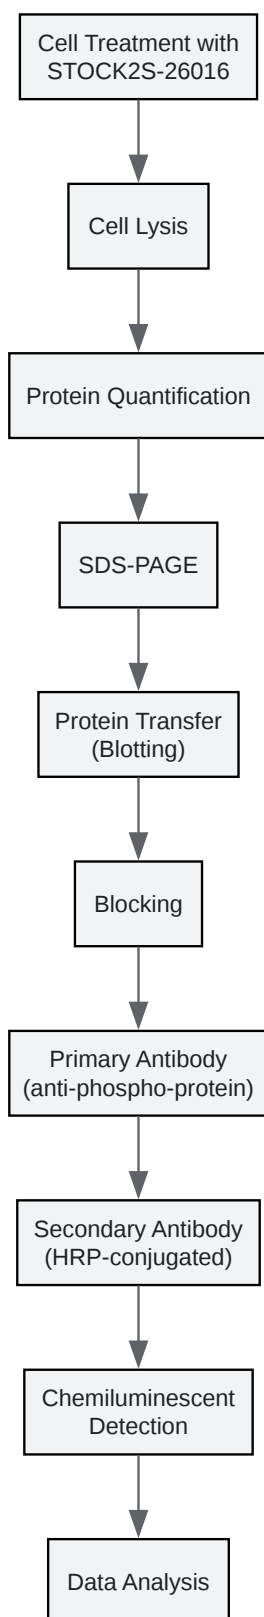 Cell Treatment with
STOCK2S-26016
Cell Lysis
Protein Quantification
SDS-PAGE
Protein Transfer
(Blotting)
Blocking
Primary Antibody
(anti-phospho-protein)
Secondary Antibody
(HRP-conjugated)
Chemiluminescent
Detection
Data Analysis